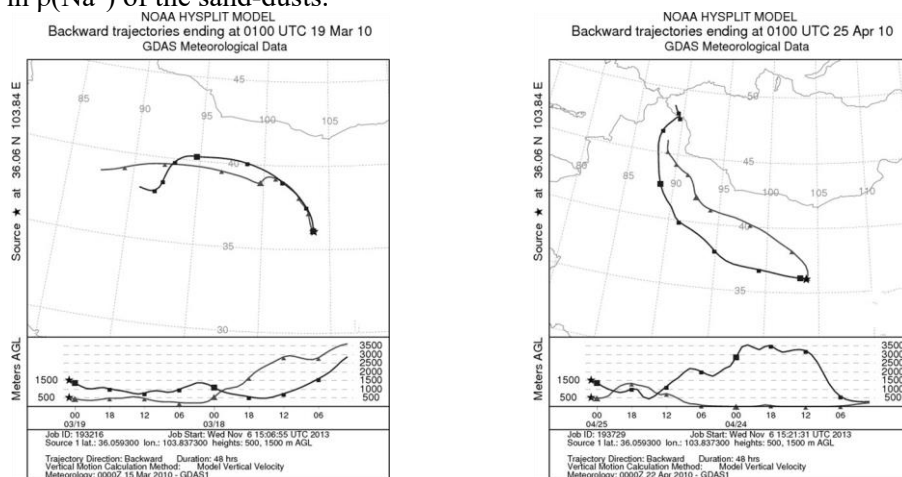 in ρ(Na⁺) of the sand-dusts.
NOAA HYSPLIT MODEL
Backward trajectories ending at 0100 UTC 19 Mar 10
GDAS Meteorological Data
Source ★ at 36.06 N 103.84 E
45
85
90
95
100
105
40
35
30
Meters AGL
1500
500
3500
3000
2500
2000
1500
1000
500
00 18 12 06 00 18 12 06
03/19 03/18
Job ID: 193216 Job Start: Wed Nov 6 15:06:55 UTC 2013
Source 1 lat.: 36.059300 lon.: 103.837300 heights: 500, 1500 m AGL
Trajectory Direction: Backward Duration: 48 hrs
Vertical Motion Calculation Method: Model Vertical Velocity
Meteorology: 0000Z 15 Mar 2010 - GDAS1
NOAA HYSPLIT MODEL
Backward trajectories ending at 0100 UTC 25 Apr 10
GDAS Meteorological Data
Source ★ at 36.06 N 103.84 E
50
80
85
90
95
100
105
110
45
40
35
Meters AGL
1500
500
3500
3000
2500
2000
1500
1000
500
00 18 12 06 00 18 12 06
04/25 04/24
Job ID: 193729 Job Start: Wed Nov 6 15:21:31 UTC 2013
Source 1 lat.: 36.059300 lon.: 103.837300 heights: 500, 1500 m AGL
Trajectory Direction: Backward Duration: 48 hrs
Vertical Motion Calculation Method: Model Vertical Velocity
Meteorology: 0000Z 22 Apr 2010 - GDAS1